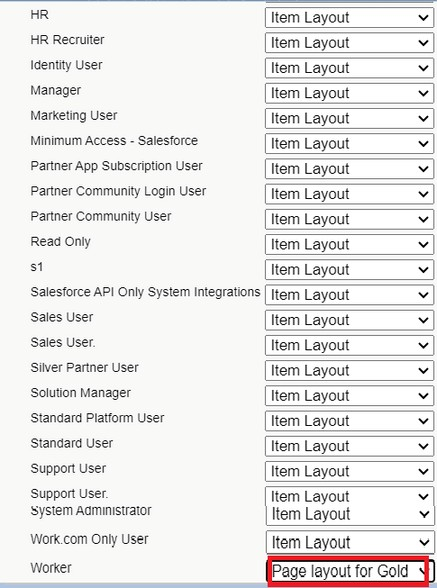 HR Item Layout
HR Recruiter Item Layout
Identity User Item Layout
Manager Item Layout
Marketing User Item Layout
Minimum Access - Salesforce Item Layout
Partner App Subscription User Item Layout
Partner Community Login User Item Layout
Partner Community User Item Layout
Read Only Item Layout
s1 Item Layout
Salesforce API Only System Integrations Item Layout
Sales User Item Layout
Sales User. Item Layout
Silver Partner User Item Layout
Solution Manager Item Layout
Standard Platform User Item Layout
Standard User Item Layout
Support User Item Layout
Support User. Item Layout
System Administrator Item Layout
Work.com Only User Item Layout
Worker Page layout for Gold